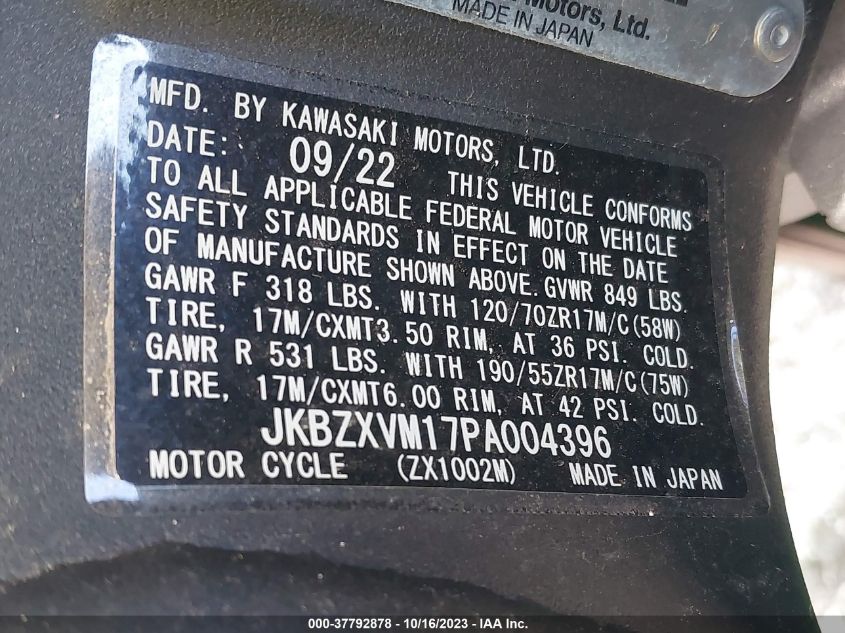 Motors, Ltd.
MADE IN JAPAN
MFD. BY KAWASAKI MOTORS, LTD.
DATE: 09/22 THIS VEHICLE CONFORMS
TO ALL APPLICABLE FEDERAL MOTOR VEHICLE
SAFETY STANDARDS IN EFFECT ON THE DATE
OF MANUFACTURE SHOWN ABOVE. GVWR 849 LBS.
GAWR F 318 LBS. WITH 120/70ZR17M/C(58W)
TIRE, 17M/CXMT3.50 RIM, AT 36 PSI. COLD.
GAWR R 531 LBS. WITH 190/55ZR17M/C(75W)
TIRE, 17M/CXMT6.00 RIM, AT 42 PSI. COLD.
JKBZXVM17PA004396
MOTOR CYCLE (ZX1002M) MADE IN JAPAN
000-37792878 - 10/16/2023 - IAA Inc.